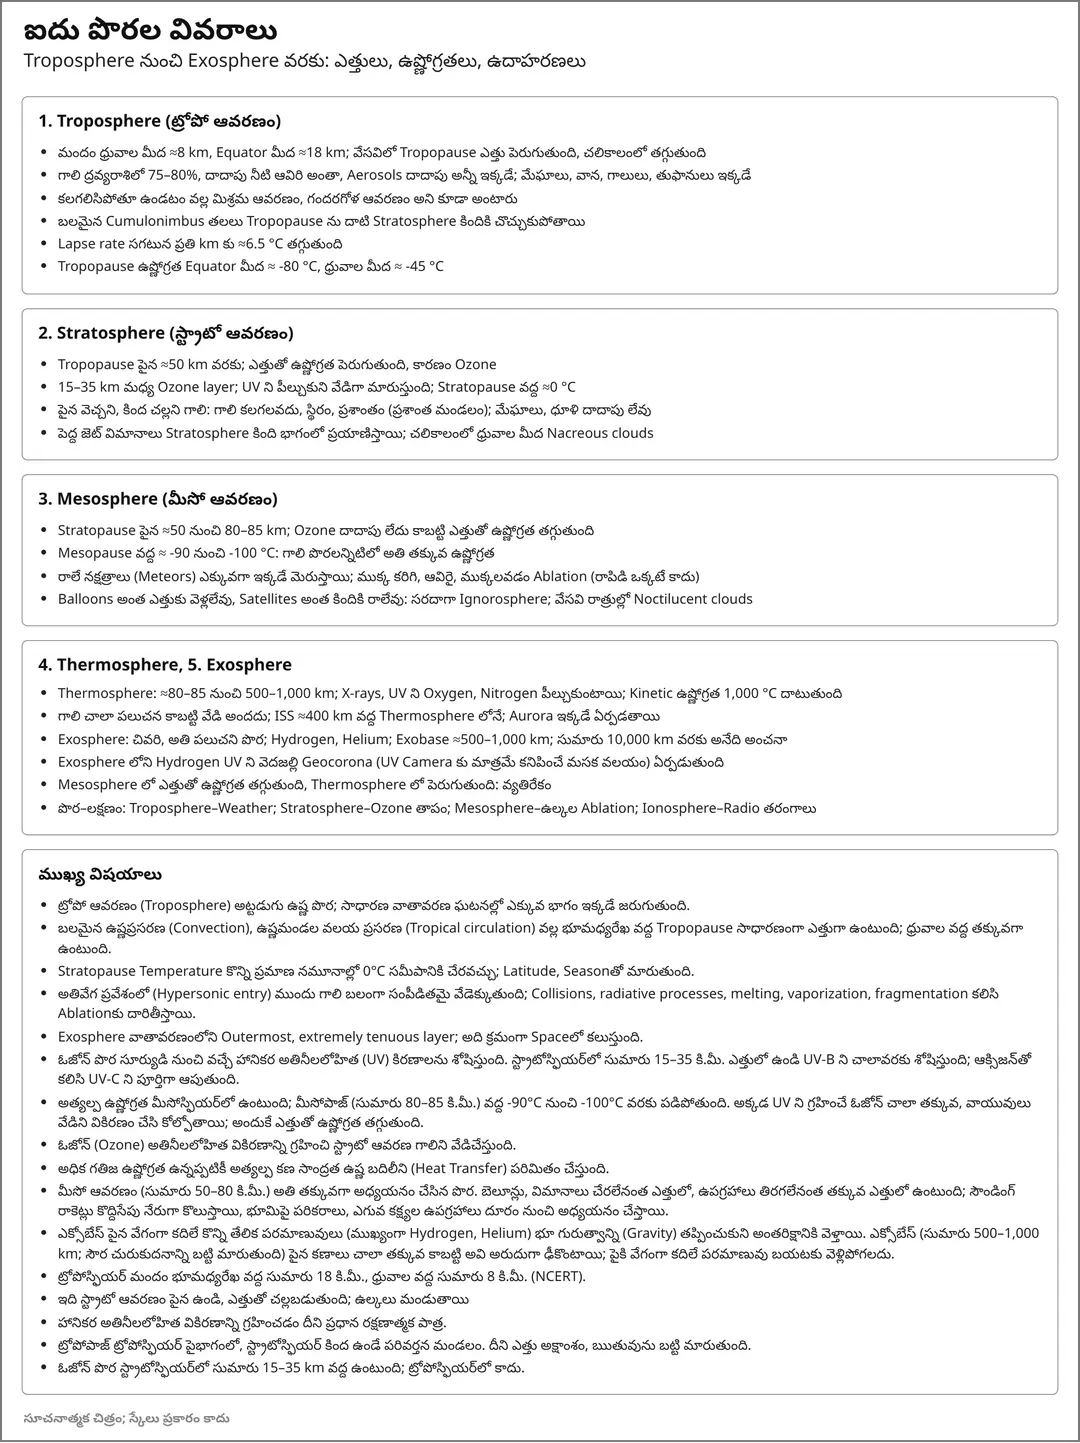 ఐదు పొరల వివరాలు
Troposphere నుంచి Exosphere వరకు: ఎత్తులు, ఉష్ణోగ్రతలు, ఉదాహరణలు
1. Troposphere (ట్రోపో ఆవరణం)
• మందం ధ్రువాల మీద ≈8 km, Equator మీద ≈18 km; వేసవిలో Tropopause ఎత్తు పెరుగుతుంది, చలికాలంలో తగ్గుతుంది
• గాలి ద్రవ్యరాశిలో 75–80%, దాదాపు నీటి ఆవిరి అంతా, Aerosols దాదాపు అన్నీ ఇక్కడే; మేఘాలు, వాన, గాలులు, తుఫానులు ఇక్కడే
• కలగలిసిపోతూ ఉండటం వల్ల మిశ్రమ ఆవరణం, గందరగోళ ఆవరణం అని కూడా అంటారు
• బలమైన Cumulonimbus తలలు Tropopause ను దాటి Stratosphere కిందికి చొచ్చుకుపోతాయి
• Lapse rate సగటున ప్రతి km కు ≈6.5 °C తగ్గుతుంది
• Tropopause ఉష్ణోగ్రత Equator మీద ≈ -80 °C, ధ్రువాల మీద ≈ -45 °C
2. Stratosphere (స్ట్రాటో ఆవరణం)
• Tropopause పైన ≈50 km వరకు; ఎత్తుతో ఉష్ణోగ్రత పెరుగుతుంది, కారణం Ozone
• 15–35 km మధ్య Ozone layer; UV ని పీల్చుకుని వేడిగా మారుస్తుంది; Stratopause వద్ద ≈0 °C
• పైన వెచ్చని, కింద చల్లని గాలి: గాలి కలగలవదు, స్థిరం, ప్రశాంతం (ప్రశాంత మండలం); మేఘాలు, ధూళి దాదాపు లేవు
• పెద్ద జెట్ విమానాలు Stratosphere కింది భాగంలో ప్రయాణిస్తాయి; చలికాలంలో ధ్రువాల మీద Nacreous clouds
3. Mesosphere (మీసో ఆవరణం)
• Stratopause పైన ≈50 నుంచి 80–85 km; Ozone దాదాపు లేదు కాబట్టి ఎత్తుతో ఉష్ణోగ్రత తగ్గుతుంది
• Mesopause వద్ద ≈ -90 నుంచి -100 °C: గాలి పొరలన్నిటిలో అతి తక్కువ ఉష్ణోగ్రత
• రాలే నక్షత్రాలు (Meteors) ఎక్కువగా ఇక్కడే మెరుస్తాయి; ముక్క కరిగి, ఆవిరై, ముక్కలవడం Ablation (రాపిడి ఒక్కటే కాదు)
• Balloons అంత ఎత్తుకు వెళ్లలేవు, Satellites అంత కిందికి రాలేవు: సరదాగా Ignorosphere; వేసవి రాత్రుల్లో Noctilucent clouds
4. Thermosphere, 5. Exosphere
• Thermosphere: ≈80–85 నుంచి 500–1,000 km; X-rays, UV ని Oxygen, Nitrogen పీల్చుకుంటాయి; Kinetic ఉష్ణోగ్రత 1,000 °C దాటుతుంది
• గాలి చాలా పలుచన కాబట్టి వేడి అందదు; ISS ≈400 km వద్ద Thermosphere లోనే; Aurora ఇక్కడే ఏర్పడతాయి
• Exosphere: చివరి, అతి పలుచని పొర; Hydrogen, Helium; Exobase ≈500–1,000 km; సుమారు 10,000 km వరకు అనేది అంచనా
• Exosphere లోని Hydrogen UV ని వెదజల్లి Geocorona (UV Camera కు మాత్రమే కనిపించే మసక వలయం) ఏర్పడుతుంది
• Mesosphere లో ఎత్తుతో ఉష్ణోగ్రత తగ్గుతుంది, Thermosphere లో పెరుగుతుంది: వ్యతిరేకం
• పొర–లక్షణం: Troposphere–Weather; Stratosphere–Ozone తాపం; Mesosphere–ఉల్కల Ablation; Ionosphere–Radio తరంగాలు
ముఖ్య విషయాలు
• ట్రోపో ఆవరణం (Troposphere) అట్టడుగు ఉష్ణ పొర; సాధారణ వాతావరణ ఘటనల్లో ఎక్కువ భాగం ఇక్కడే జరుగుతుంది.
• బలమైన ఉష్ణప్రసరణ (Convection), ఉష్ణమండల వలయ ప్రసరణ (Tropical circulation) వల్ల భూమధ్యరేఖ వద్ద Tropopause సాధారణంగా ఎత్తుగా ఉంటుంది; ధ్రువాల వద్ద తక్కువగా
ఉంటుంది.
• Stratopause Temperature కొన్ని ప్రమాణ నమూనాల్లో 0°C సమీపానికి చేరవచ్చు; Latitude, Seasonతో మారుతుంది.
• అతివేగ ప్రవేశంలో (Hypersonic entry) ముందు గాలి బలంగా సంపీడితమై వేడెక్కుతుంది; Collisions, radiative processes, melting, vaporization, fragmentation కలిసి
Ablationకు దారితీస్తాయి.
• Exosphere వాతావరణంలోని Outermost, extremely tenuous layer; అది క్రమంగా Spaceలో కలుస్తుంది.
• ఓజోన్ పొర సూర్యుడి నుంచి వచ్చే హానికర అతినీలలోహిత (UV) కిరణాలను శోషిస్తుంది. స్ట్రాటోస్ఫియర్‌లో సుమారు 15–35 కి.మీ. ఎత్తులో ఉండి UV-B ని చాలావరకు శోషిస్తుంది; ఆక్సిజన్‌తో
కలిసి UV-C ని పూర్తిగా ఆపుతుంది.
• అత్యల్ప ఉష్ణోగ్రత మీసోస్ఫియర్‌లో ఉంటుంది; మీసోపాజ్ (సుమారు 80–85 కి.మీ.) వద్ద -90°C నుంచి -100°C వరకు పడిపోతుంది. అక్కడ UV ని గ్రహించే ఓజోన్ చాలా తక్కువ, వాయువులు
వేడిని వికిరణం చేసి కోల్పోతాయి; అందుకే ఎత్తుతో ఉష్ణోగ్రత తగ్గుతుంది.
• ఓజోన్ (Ozone) అతినీలలోహిత వికిరణాన్ని గ్రహించి స్ట్రాటో ఆవరణ గాలిని వేడిచేస్తుంది.
• అధిక గతిజ ఉష్ణోగ్రత ఉన్నప్పటికీ అత్యల్ప కణ సాంద్రత ఉష్ణ బదిలీని (Heat Transfer) పరిమితం చేస్తుంది.
• మీసో ఆవరణం (సుమారు 50–80 కి.మీ.) అతి తక్కువగా అధ్యయనం చేసిన పొర. బెలూన్లు, విమానాలు చేరలేనంత ఎత్తులో, ఉపగ్రహాలు తిరగలేనంత తక్కువ ఎత్తులో ఉంటుంది; సౌండింగ్
రాకెట్లు కొద్దిసేపు నేరుగా కొలుస్తాయి, భూమిపై పరికరాలు, ఎగువ కక్ష్యల ఉపగ్రహాలు దూరం నుంచి అధ్యయనం చేస్తాయి.
• ఎక్సోబేస్ పైన వేగంగా కదిలే కొన్ని తేలిక పరమాణువులు (ముఖ్యంగా Hydrogen, Helium) భూ గురుత్వాన్ని (Gravity) తప్పించుకుని అంతరిక్షానికి వెళ్తాయి. ఎక్సోబేస్ (సుమారు 500–1,000
km; సౌర చురుకుదనాన్ని బట్టి మారుతుంది) పైన కణాలు చాలా తక్కువ కాబట్టి అవి అరుదుగా ఢీకొంటాయి; పైకి వేగంగా కదిలే పరమాణువు బయటకు వెళ్లిపోగలదు.
• ట్రోపోస్ఫియర్ మందం భూమధ్యరేఖ వద్ద సుమారు 18 కి.మీ., ధ్రువాల వద్ద సుమారు 8 కి.మీ. (NCERT).
• ఇది స్ట్రాటో ఆవరణం పైన ఉండి, ఎత్తుతో చల్లబడుతుంది; ఉల్కలు మండుతాయి
• హానికర అతినీలలోహిత వికిరణాన్ని గ్రహించడం దీని ప్రధాన రక్షణాత్మక పాత్ర.
• ట్రోపోపాజ్ ట్రోపోస్ఫియర్ పైభాగంలో, స్ట్రాటోస్ఫియర్ కింద ఉండే పరివర్తన మండలం. దీని ఎత్తు అక్షాంశం, ఋతువును బట్టి మారుతుంది.
• ఓజోన్ పొర స్ట్రాటోస్ఫియర్‌లో సుమారు 15–35 km వద్ద ఉంటుంది; ట్రోపోస్ఫియర్‌లో కాదు.
సూచనాత్మక చిత్రం; స్కేలు ప్రకారం కాదు